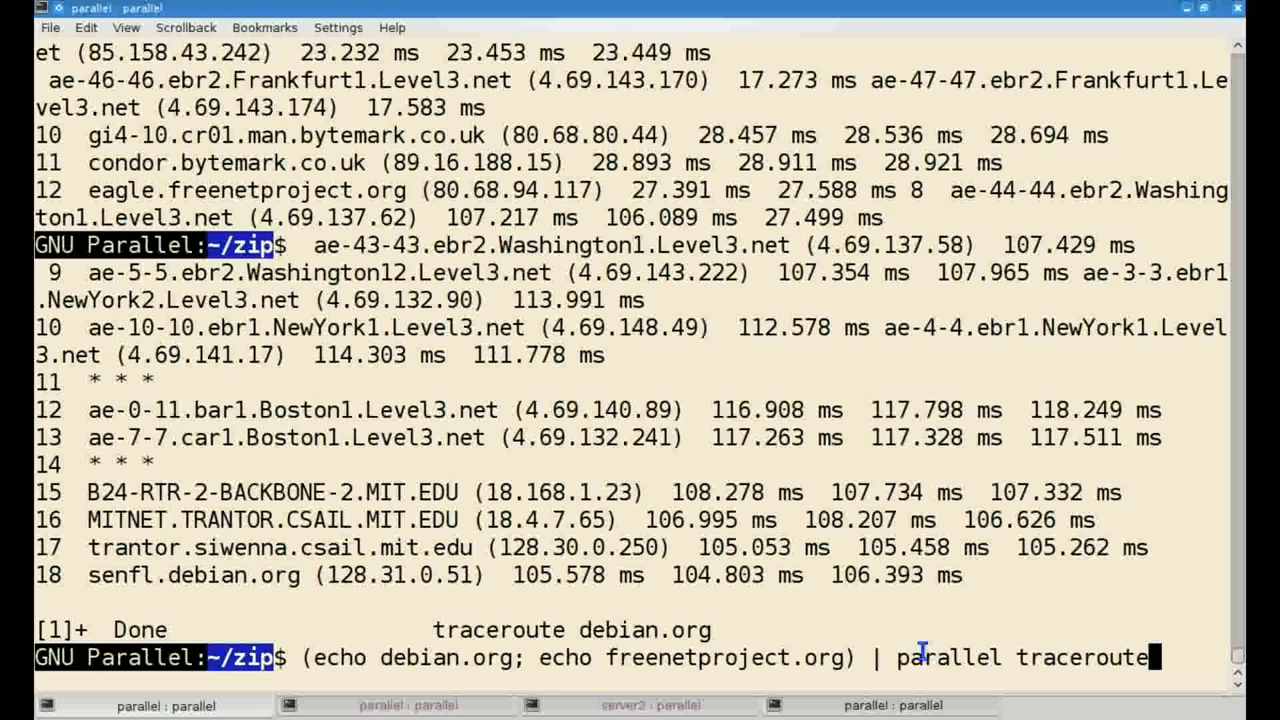 parallel : parallel
File Edit View Scrollback Bookmarks Settings Help
et (85.158.43.242)  23.232 ms  23.453 ms  23.449 ms
 ae-46-46.ebr2.Frankfurt1.Level3.net (4.69.143.170)  17.273 ms ae-47-47.ebr2.Frankfurt1.Le
vel3.net (4.69.143.174)  17.583 ms
10  gi4-10.cr01.man.bytemark.co.uk (80.68.80.44)  28.457 ms  28.536 ms  28.694 ms
11  condor.bytemark.co.uk (89.16.188.15)  28.893 ms  28.911 ms  28.921 ms
12  eagle.freenetproject.org (80.68.94.117)  27.391 ms  27.588 ms 8  ae-44-44.ebr2.Washing
ton1.Level3.net (4.69.137.62)  107.217 ms  106.089 ms  27.499 ms
GNU Parallel:~/zip$  ae-43-43.ebr2.Washington1.Level3.net (4.69.137.58)  107.429 ms
 9  ae-5-5.ebr2.Washington12.Level3.net (4.69.143.222)  107.354 ms  107.965 ms ae-3-3.ebr1
.NewYork2.Level3.net (4.69.132.90)  113.991 ms
10  ae-10-10.ebr1.NewYork1.Level3.net (4.69.148.49)  112.578 ms ae-4-4.ebr1.NewYork1.Level
3.net (4.69.141.17)  114.303 ms  111.778 ms
11  * * *
12  ae-0-11.bar1.Boston1.Level3.net (4.69.140.89)  116.908 ms  117.798 ms  118.249 ms
13  ae-7-7.car1.Boston1.Level3.net (4.69.132.241)  117.263 ms  117.328 ms  117.511 ms
14  * * *
15  B24-RTR-2-BACKBONE-2.MIT.EDU (18.168.1.23)  108.278 ms  107.734 ms  107.332 ms
16  MITNET.TRANTOR.CSAIL.MIT.EDU (18.4.7.65)  106.995 ms  108.207 ms  106.626 ms
17  trantor.siwenna.csail.mit.edu (128.30.0.250)  105.053 ms  105.458 ms  105.262 ms
18  senfl.debian.org (128.31.0.51)  105.578 ms  104.803 ms  106.393 ms
[1]+  Done                    traceroute debian.org
GNU Parallel:~/zip$ (echo debian.org; echo freenetproject.org) | parallel traceroute
parallel : parallel parallel : parallel server2 : parallel parallel : parallel